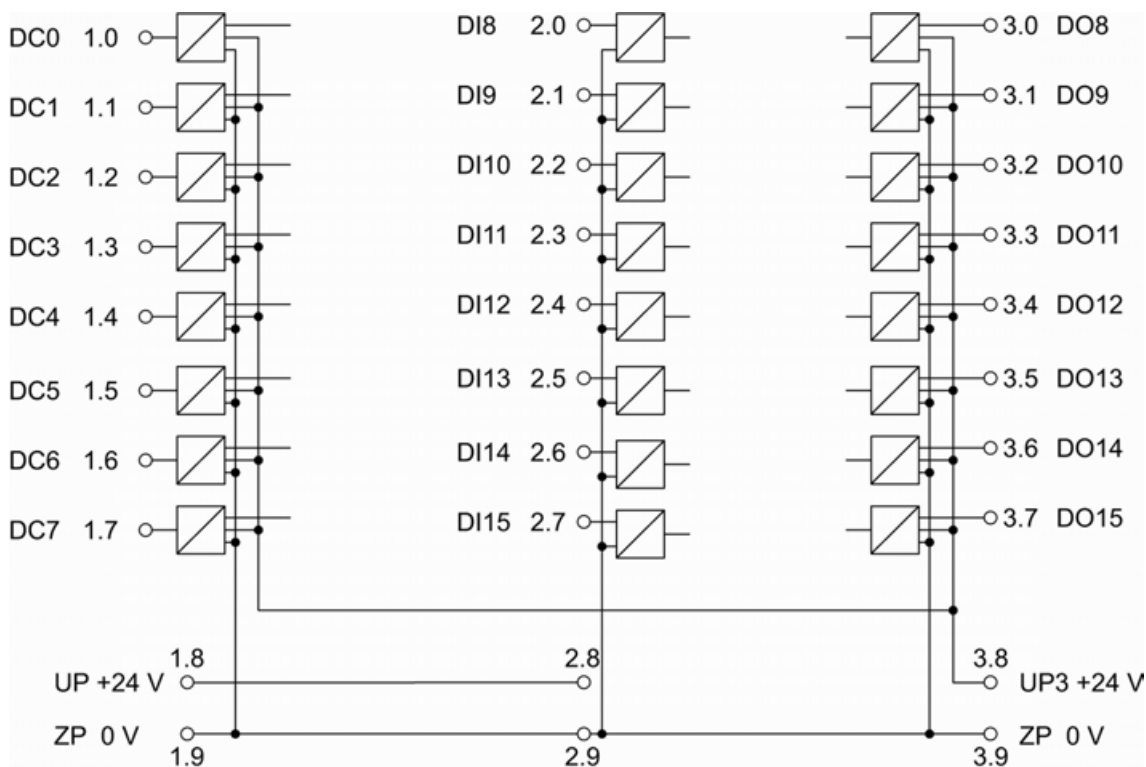 DC0 1.0 DI8 2.0 3.0 DO8
DC1 1.1 DI9 2.1 3.1 DO9
DC2 1.2 DI10 2.2 3.2 DO10
DC3 1.3 DI11 2.3 3.3 DO11
DC4 1.4 DI12 2.4 3.4 DO12
DC5 1.5 DI13 2.5 3.5 DO13
DC6 1.6 DI14 2.6 3.6 DO14
DC7 1.7 DI15 2.7 3.7 DO15
1.8 2.8 3.8
UP +24 V UP3 +24 V
ZP 0 V ZP 0 V
1.9 2.9 3.9